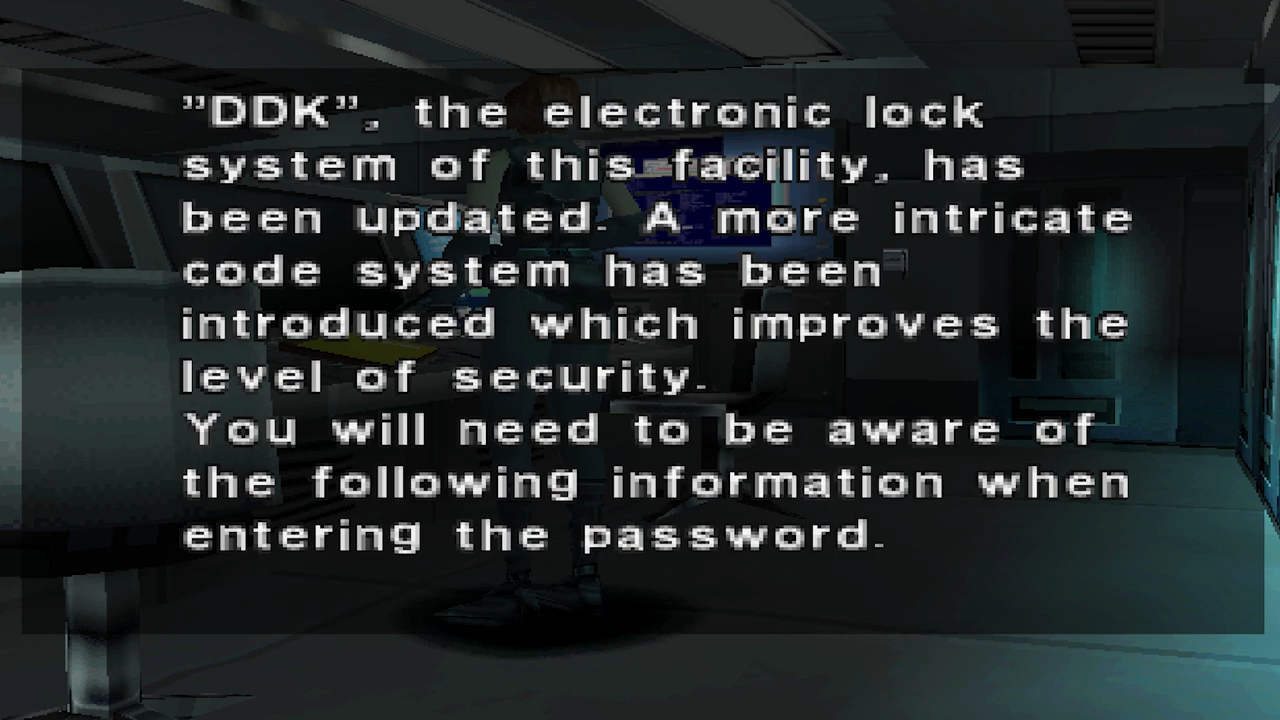 ”DDK”, the electronic lock
system of this facility, has
been updated. A more intricate
code system has been
introduced which improves the
level of security.
You will need to be aware of
the following information when
entering the password.